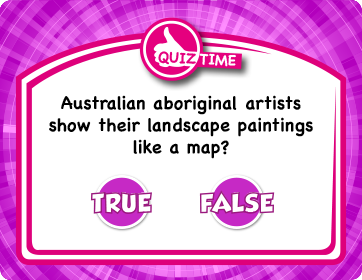 QUIZ TIME
Australian aboriginal artists
show their landscape paintings
like a map?
TRUE FALSE